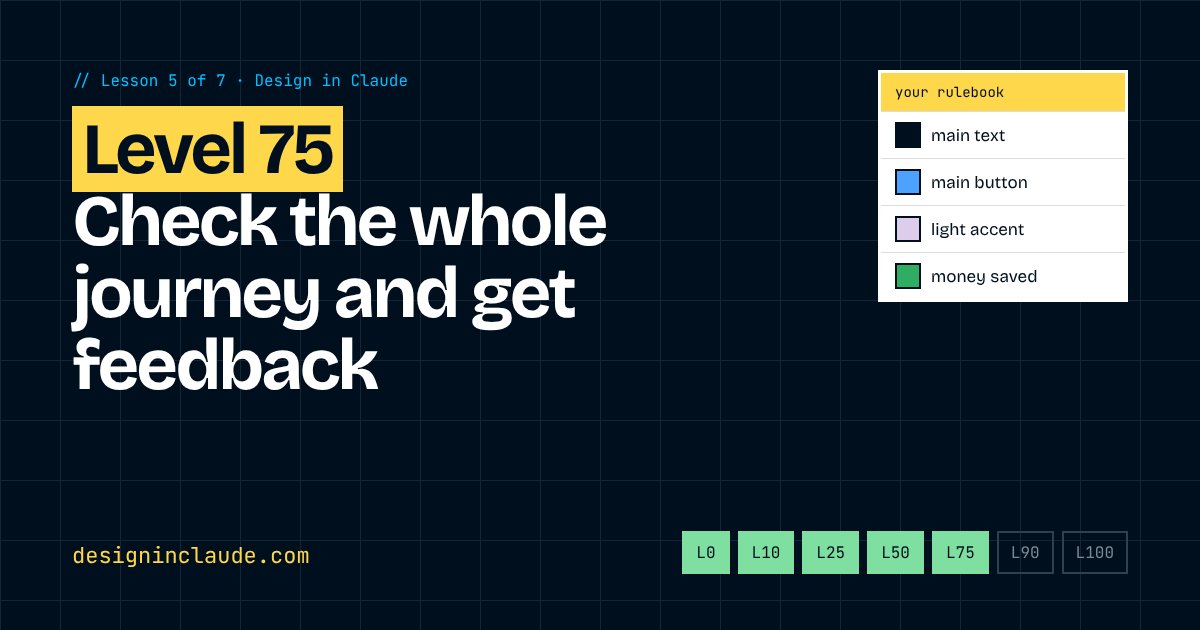 // Lesson 5 of 7 · Design in Claude
Level 75
Check the whole
journey and get
feedback
your rulebook
main text
main button
light accent
money saved
designinclaude.com
L0 L10 L25 L50 L75 L90 L100